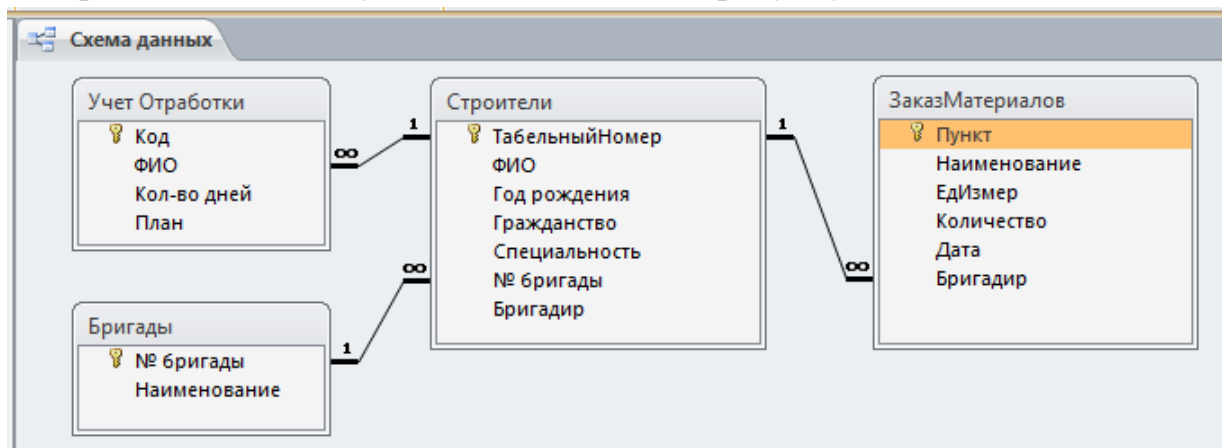 Схема данных
Учет Отработки
Код
ФИО
Кол-во дней
План
Строители
ТабельныйНомер
ФИО
Год рождения
Гражданство
Специальность
№ бригады
Бригадир
ЗаказМатериалов
Пункт
Наименование
ЕдИзмер
Количество
Дата
Бригадир
Бригады
№ бригады
Наименование
1
∞
1
∞
∞
1